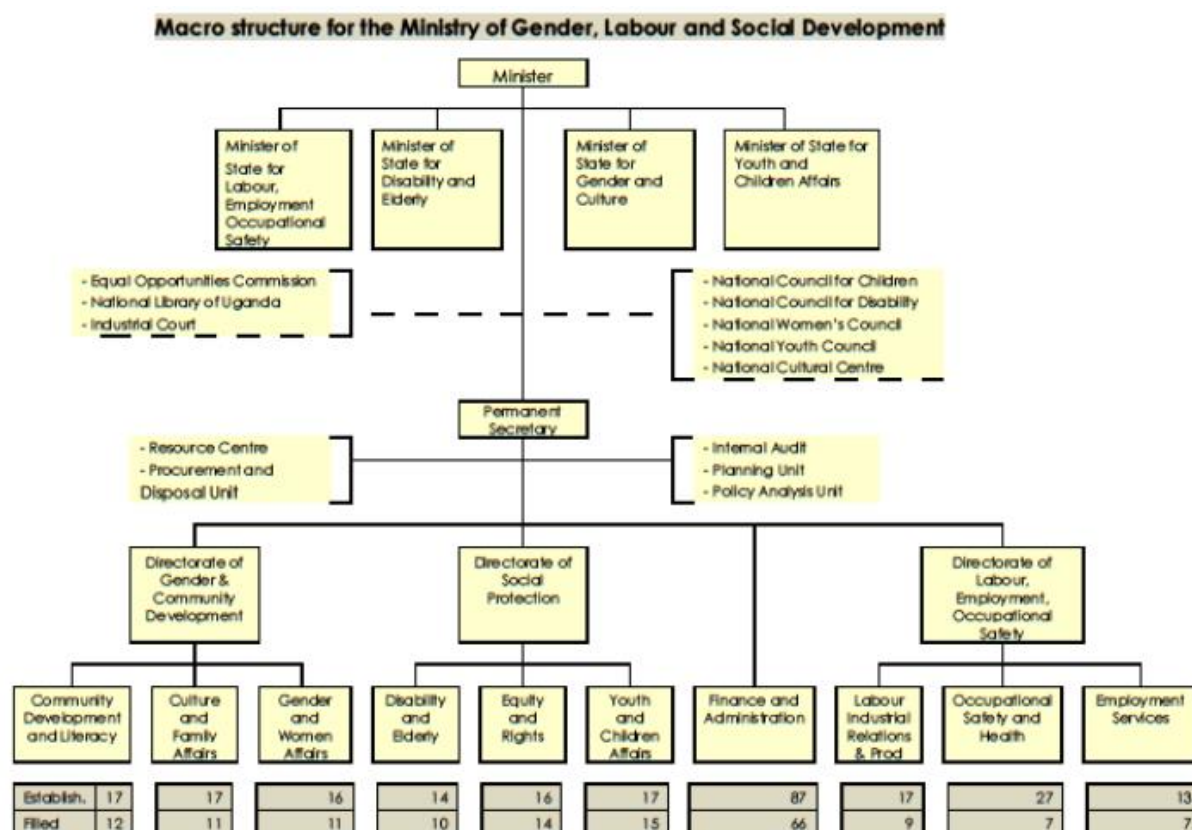 Macro structure for the Ministry of Gender, Labour and Social Development
Minister
Minister of
State for
Labour,
Employment
Occupational
Safety
Minister of
State for
Disability and
Elderly
Minister of
State for
Gender and
Culture
Minister of State for
Youth and
Children Affairs
- Equal Opportunities Commission
- National Library of Uganda
- Industrial Court
- National Council for Children
- National Council for Disability
- National Women's Council
- National Youth Council
- National Cultural Centre
Permanent
Secretary
- Resource Centre
- Procurement and
Disposal Unit
- Internal Audit
- Planning Unit
- Policy Analysis Unit
Directorate of
Gender &
Community
Development
Directorate of
Social
Protection
Directorate of
Labour,
Employment,
Occupational
Safety
Community
Development
and Literacy
Culture
and
Family
Affairs
Gender
and
Women
Affairs
Disability
and
Elderly
Equity
and
Rights
Youth
and
Children
Affairs
Finance and
Administration
Labour
Industrial
Relations
& Prod
Occupational
Safety and
Health
Employment
Services
Establish. 17 17 16 14 16 17 87 17 27 13
Filled 12 11 11 10 14 15 66 9 7 7